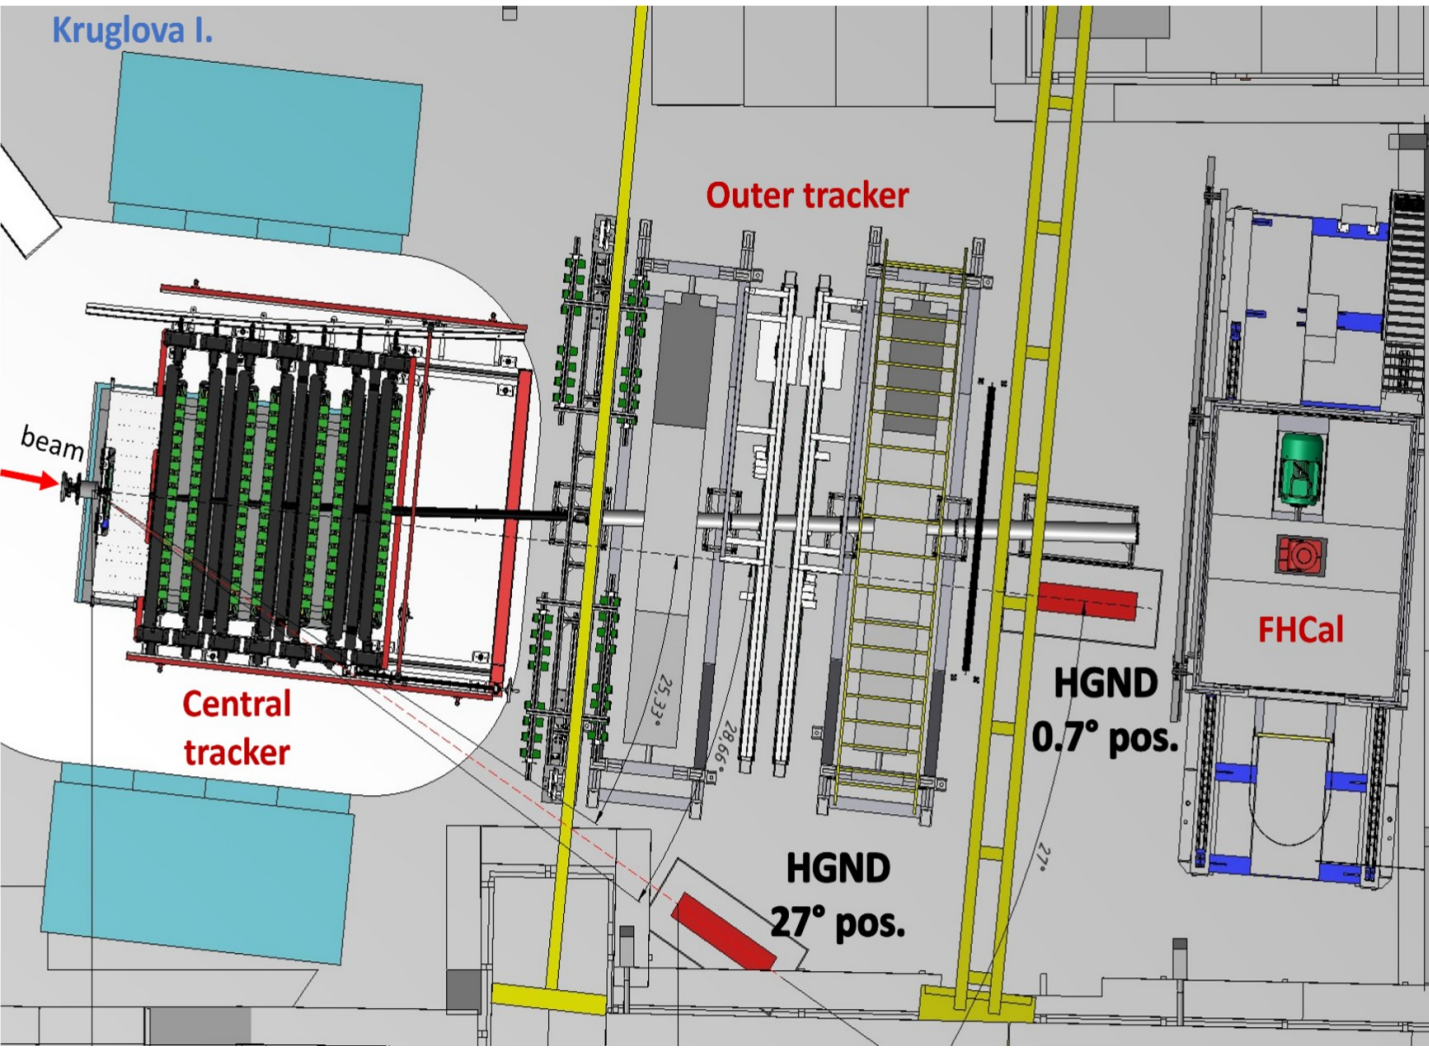 Kruglova I.
Outer tracker
beam
25,33°
28,66°
FHCal
HGND
0.7° pos.
Central
tracker
27°
HGND
27° pos.